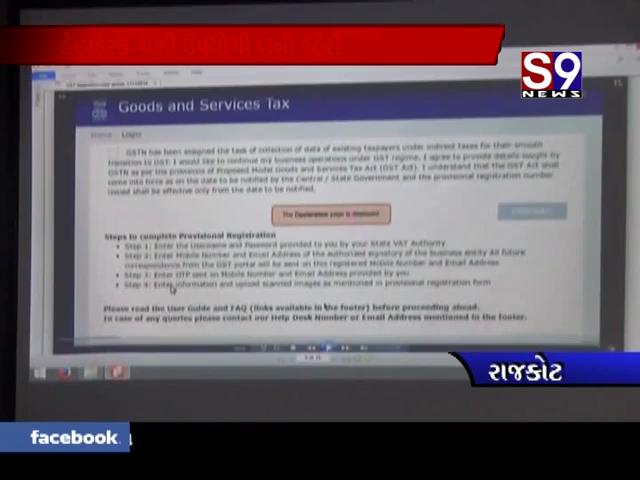 હેલ્પડેસ્ક ઘણી ઉપયોગી બની રહેશે
S9
NEWS
Goods and Services Tax
Home Login
GSTN has been assigned the task of collection of data of existing taxpayers under indirect taxes for their smooth
transition to GST. I would like to continue my business operations under GST regime. I agree to provide details sought by
GSTN as per the provisions of Proposed Model Goods and Services Tax Act (GST Act). I understand that the GST Act shall
come into force as on the date to be notified by the Central / State Government and the provisional registration number
issued shall be effective only from the date to be notified.
The Declaration page is displayed
Steps to complete Provisional Registration
• Step 1: Enter the Username and Password provided to you by your State VAT Authority
• Step 2: Enter Mobile Number and Email Address of the authorized signatory of the business entity. All future
correspondence from the GST portal will be sent on this registered Mobile Number and Email Address
• Step 3: Enter OTP sent on Mobile Number and Email Address provided by you
• Step 4: Enter information and upload scanned images as mentioned in provisional registration form
Please read the User Guide and FAQ (links available in the footer) before proceeding ahead.
In case of any queries please contact our Help Desk Number or Email Address mentioned in the footer.
રાજકોટ
facebook